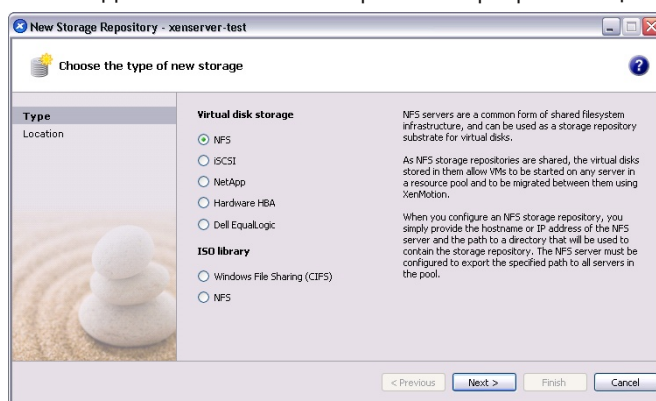 New Storage Repository - xenserver-test
Choose the type of new storage
?
Type
Location
Virtual disk storage
NFS
iSCSI
NetApp
Hardware HBA
Dell EqualLogic
ISO library
Windows File Sharing (CIFS)
NFS
NFS servers are a common form of shared filesystem
infrastructure, and can be used as a storage repository
substrate for virtual disks.
As NFS storage repositories are shared, the virtual disks
stored in them allow VMs to be started on any server in
a resource pool and to be migrated between them using
XenMotion.
When you configure an NFS storage repository, you
simply provide the hostname or IP address of the NFS
server and the path to a directory that will be used to
contain the storage repository. The NFS server must be
configured to export the specified path to all servers in
the pool.
< Previous
Next >
Finish
Cancel